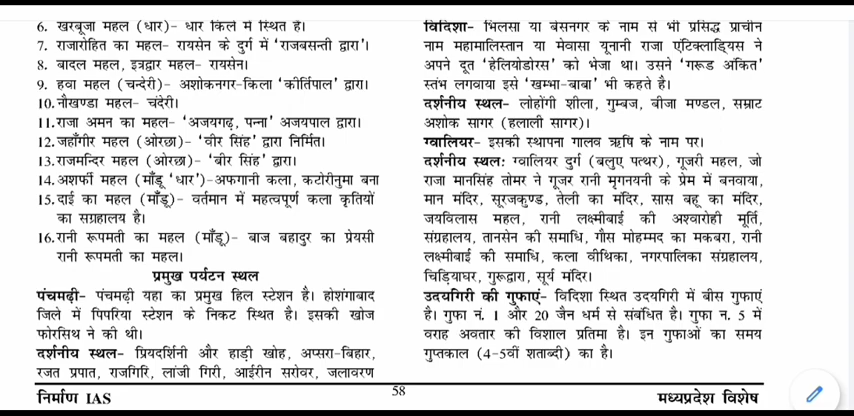 6. खरबूजा महल (धार)- धार किले में स्थित है।
7. राजारोहित का महल- रायसेन के दुर्ग में ‘राजबसन्ती द्वारा’।
8. बादल महल, इत्रद्वार महल- रायसेन।
9. हवा महल (चन्देरी)- अशोकनगर-किला ‘कीर्तिपाल’ द्वारा।
10. नौखण्डा महल- चंदेरी।
11. राजा अमन का महल- ‘अजयगढ़, पन्ना’ अजयपाल द्वारा।
12. जहाँगीर महल (ओरछा)- ‘वीर सिंह’ द्वारा निर्मित।
13. राजमन्दिर महल (ओरछा)- ‘बीर सिंह’ द्वारा।
14. अशर्फी महल (माँडू ‘धार’)-अफगानी कला, कटोरीनुमा बना
15. दाई का महल (माँडू)- वर्तमान में महत्वपूर्ण कला कृतियों
का सग्रहालय है।
16. रानी रूपमती का महल (माँडू)- बाज बहादुर का प्रेयसी
रानी रूपमती का महल।
प्रमुख पर्यटन स्थल
पंचमढ़ी- पंचमढ़ी यहा का प्रमुख हिल स्टेशन है। होशंगाबाद
जिले में पिपरिया स्टेशन के निकट स्थित है। इसकी खोज
फोरसिथ ने की थी।
दर्शनीय स्थल- प्रियदर्शिनी और हाड़ी खोह, अप्सरा-बिहार,
रजत प्रपात, राजगिरि, लांजी गिरी, आईरीन सरोवर, जलावरण
विदिशा- भिलसा या बेसनगर के नाम से भी प्रसिद्ध प्राचीन
नाम महामालिस्तान या मेवासा यूनानी राजा एंटिक्लाड़ियस ने
अपने दूत ‘हेलियोडोरस’ को भेजा था। उसने ‘गरूड अंकित’
स्तंभ लगवाया इसे ‘खम्भा-बाबा’ भी कहते है।
दर्शनीय स्थल- लोहोंगी शीला, गुम्बज, बीजा मण्डल, सम्राट
अशोक सागर (हलाली सागर)।
ग्वालियर- इसकी स्थापना गालव ऋषि के नाम पर।
दर्शनीय स्थल: ग्वालियर दुर्ग (बलुए पत्थर), गूजरी महल, जो
राजा मानसिंह तोमर ने गूजर रानी मृगनयनी के प्रेम में बनवाया,
मान मंदिर, सूरजकुण्ड, तेली का मंदिर, सास बहू का मंदिर,
जयविलास महल, रानी लक्ष्मीबाई की अश्वारोही मूर्ति,
संग्रहालय, तानसेन की समाधि, गौस मोहम्मद का मकबरा, रानी
लक्ष्मीबाई की समाधि, कला वीथिका, नगरपालिका संग्रहालय,
चिड़ियाघर, गुरूद्वारा, सूर्य मंदिर।
उदयगिरी की गुफाएं- विदिशा स्थित उदयगिरी में बीस गुफाएं
है। गुफा नं. 1 और 20 जैन धर्म से संबंधित है। गुफा न. 5 में
वराह अवतार की विशाल प्रतिमा है। इन गुफाओं का समय
गुप्तकाल (4-5वीं शताब्दी) का है।
निर्माण IAS
58
मध्यप्रदेश विशेष